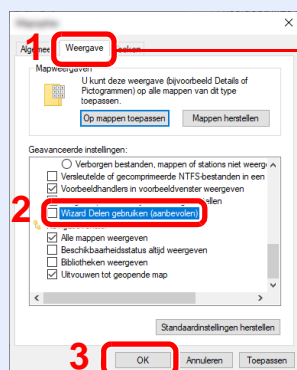 1
Weergave
Mapweergaven
U kunt deze weergave (bijvoorbeeld Details of
Pictogrammen) op alle mappen van dit type
toepassen.
Op mappen toepassen
Mappen herstellen
Geavanceerde instellingen:
Verborgen bestanden, mappen of stations niet weerg
Versleutelde of gecomprimeerde NTFS-bestanden in een
Voorbeeldhandlers in voorbeeldvenster weergeven
2
Wizard Delen gebruiken (aanbevolen)
Alle mappen weergeven
Beschikbaarheidsstatus altijd weergeven
Bibliotheken weergeven
Uitvouwen tot geopende map
Standaardinstellingen herstellen
3
OK
Annuleren
Toepassen